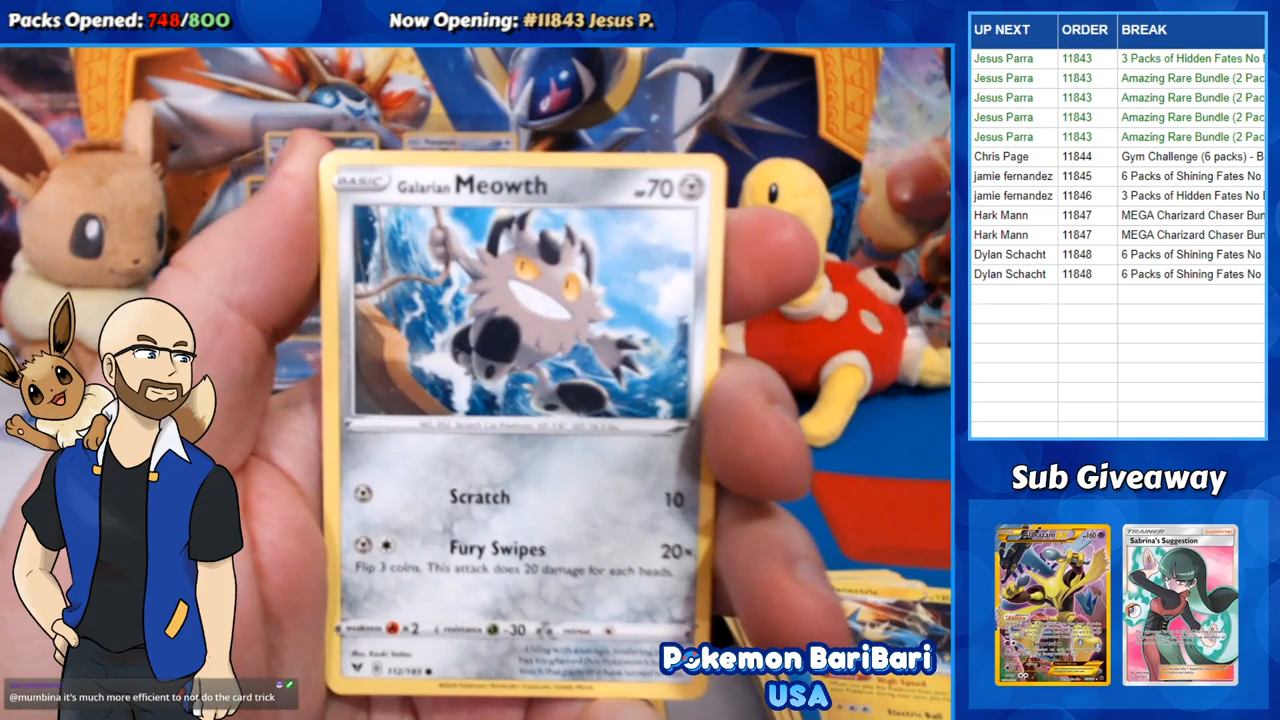 Packs Opened: 748/800
Now Opening: #11843 Jesus P.
UP NEXT ORDER BREAK
Jesus Parra 11843 3 Packs of Hidden Fates No
Jesus Parra 11843 Amazing Rare Bundle (2 Pac
Jesus Parra 11843 Amazing Rare Bundle (2 Pac
Jesus Parra 11843 Amazing Rare Bundle (2 Pac
Jesus Parra 11843 Amazing Rare Bundle (2 Pac
Chris Page 11844 Gym Challenge (6 packs) - B
jamie fernandez 11845 6 Packs of Shining Fates No
jamie fernandez 11846 3 Packs of Hidden Fates No
Hark Mann 11847 MEGA Charizard Chaser Bun
Hark Mann 11847 MEGA Charizard Chaser Bun
Dylan Schacht 11848 6 Packs of Shining Fates No
Dylan Schacht 11848 6 Packs of Shining Fates No
BASIC Galarian Meowth HP70
Scratch 10
Fury Swipes 20×
Flip 3 coins. This attack does 20 damage for each heads.
weakness ×2 resistance -30 retreat
112/185
High Speed
Electric Ball
Sub Giveaway
160
TRAINER
Sabrina's Suggestion
Pokemon BariBari
USA
@mumbina it's much more efficient to not do the card trick